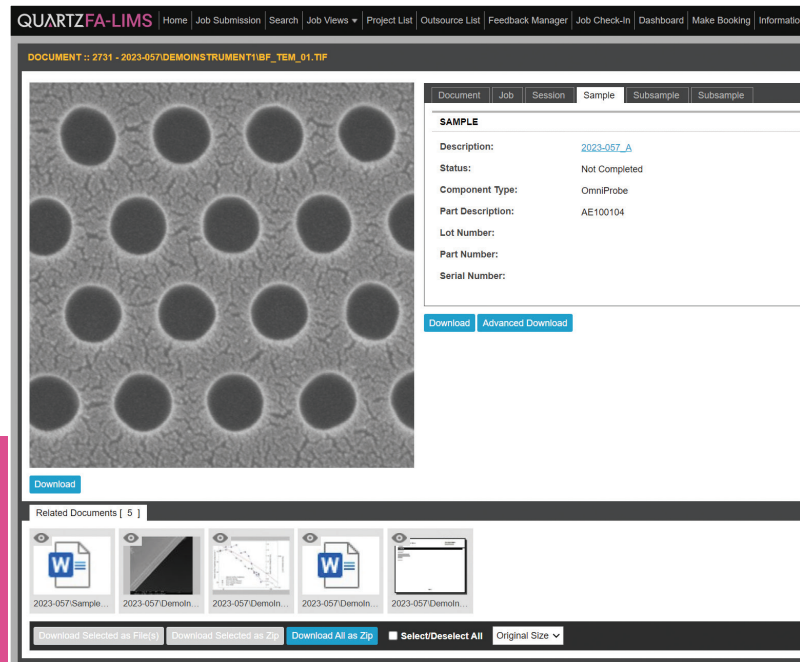 QUARTZFA-LIMS Home Job Submission Search Job Views Project List Outsource List Feedback Manager Job Check-In Dashboard Make Booking Informatio
DOCUMENT :: 2731 - 2023-057\DEMOINSTRUMENT1\BF_TEM_01.TIF
Document Job Session Sample Subsample Subsample
SAMPLE
Description: 2023-057_A
Status: Not Completed
Component Type: OmniProbe
Part Description: AE100104
Lot Number:
Part Number:
Serial Number:
Download Advanced Download
Download
Related Documents [ 5 ]
W W
2023-057\Sample... 2023-057\DemoIn... 2023-057\DemoIn... 2023-057\DemoIn... 2023-057\DemoIn...
Download Selected as File(s) Download Selected as Zip Download All as Zip Select/Deselect All Original Size